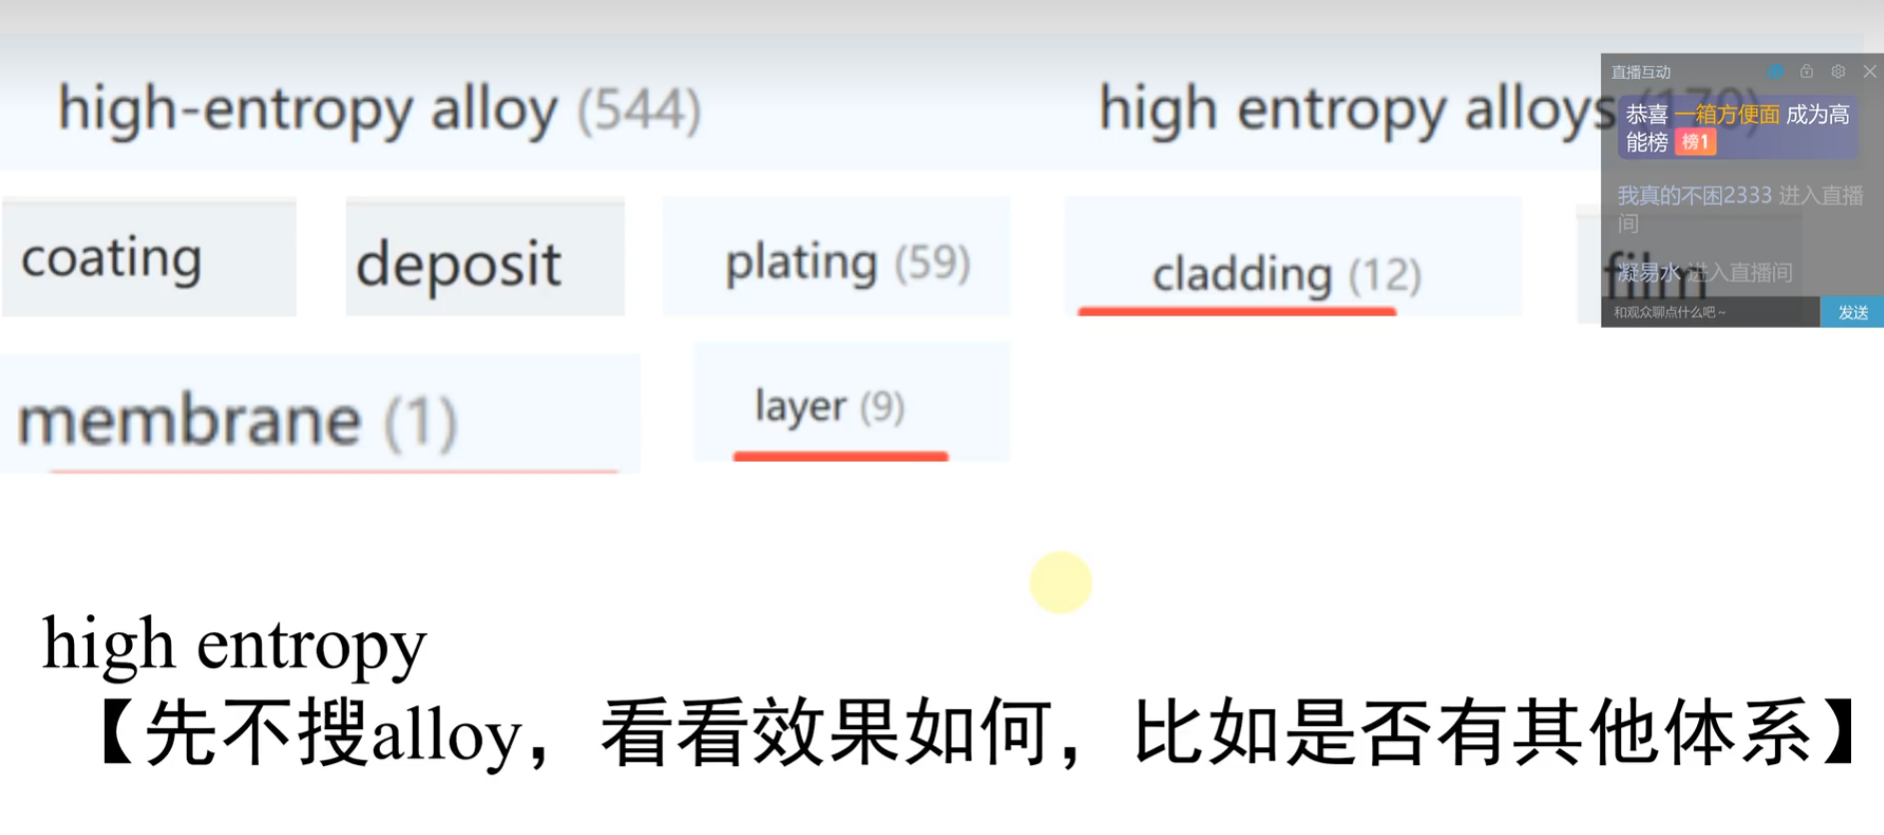 high-entropy alloy (544)
high entropy alloys (170)
coating
deposit
plating (59)
cladding (12)
film
membrane (1)
layer (9)
high entropy
【先不搜alloy，看看效果如何，比如是否有其他体系】
直播互动
恭喜 一箱方便面 成为高
能榜 榜1
我真的不困2333 进入直播
间
凝易水 进入直播间
和观众聊点什么吧~
发送